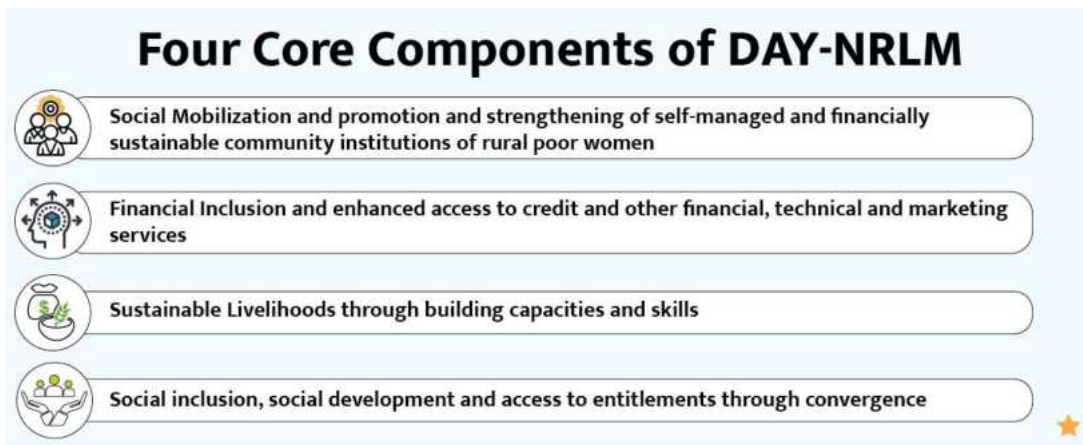 Four Core Components of DAY-NRLM
Social Mobilization and promotion and strengthening of self-managed and financially
sustainable community institutions of rural poor women
Financial Inclusion and enhanced access to credit and other financial, technical and marketing
services
Sustainable Livelihoods through building capacities and skills
Social inclusion, social development and access to entitlements through convergence